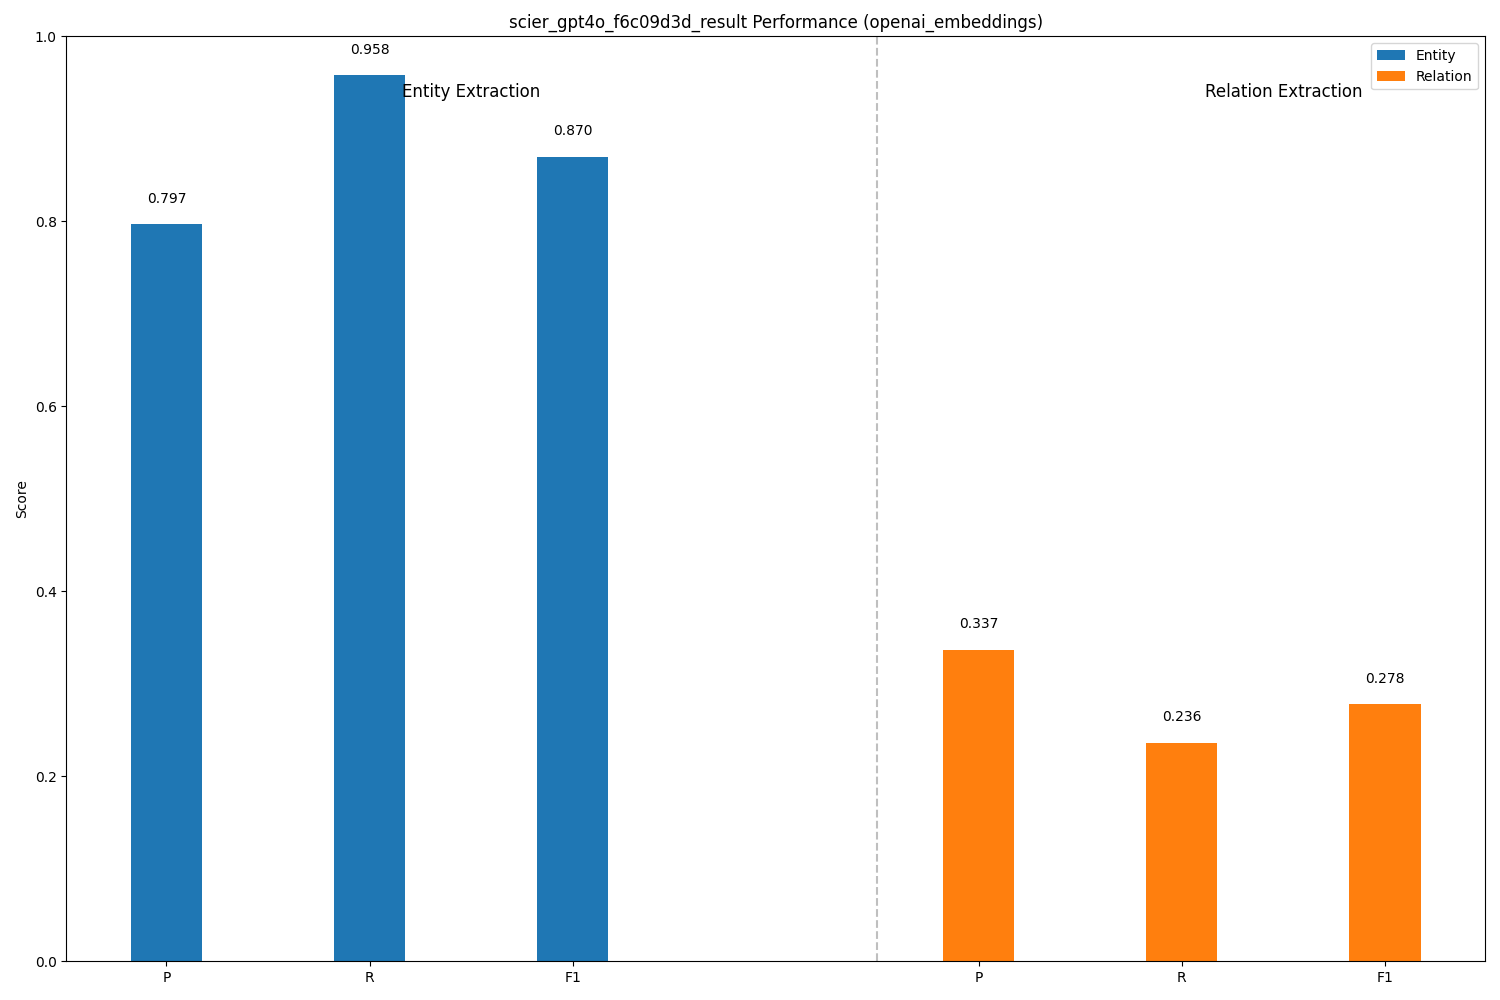 scier_gpt4o_f6c09d3d_result Performance (openai_embeddings)
Entity
Relation
Entity Extraction
Relation Extraction
0.797
0.958
0.870
0.337
0.236
0.278
Score
1.0
0.8
0.6
0.4
0.2
0.0
P R F1 P R F1